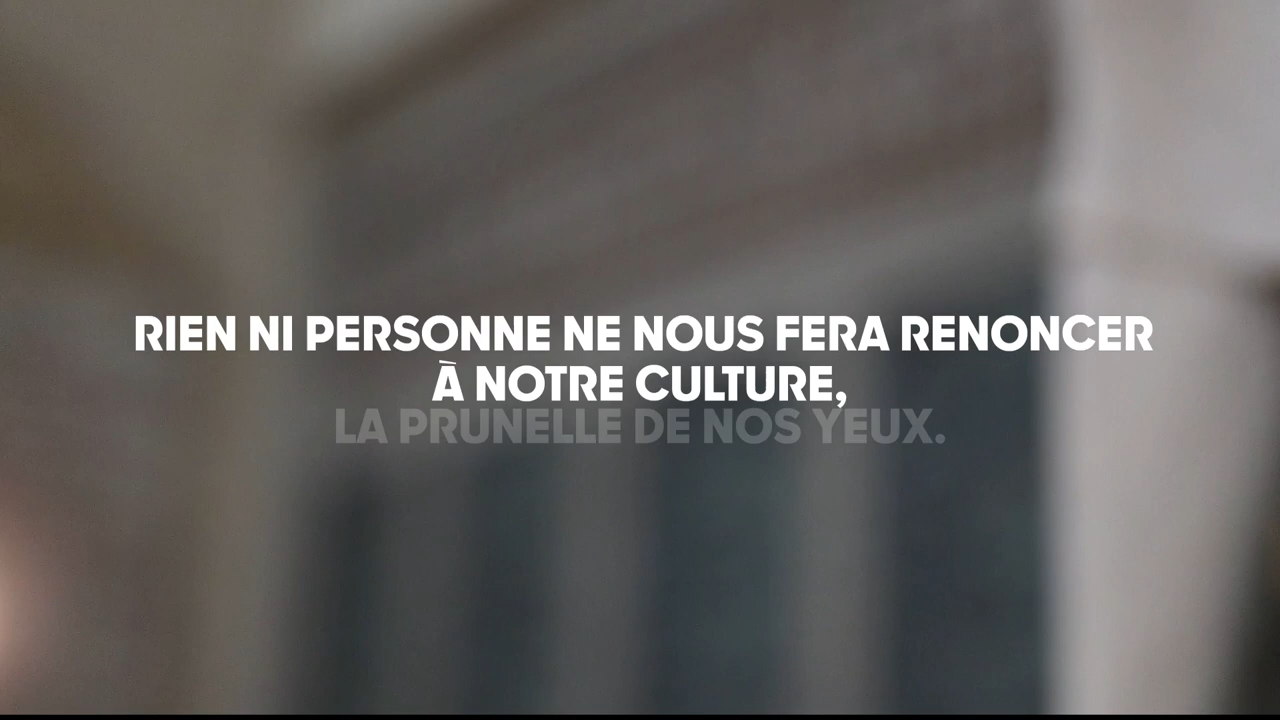 RIEN NI PERSONNE NE NOUS FERA RENONCER
À NOTRE CULTURE,
LA PRUNELLE DE NOS YEUX.